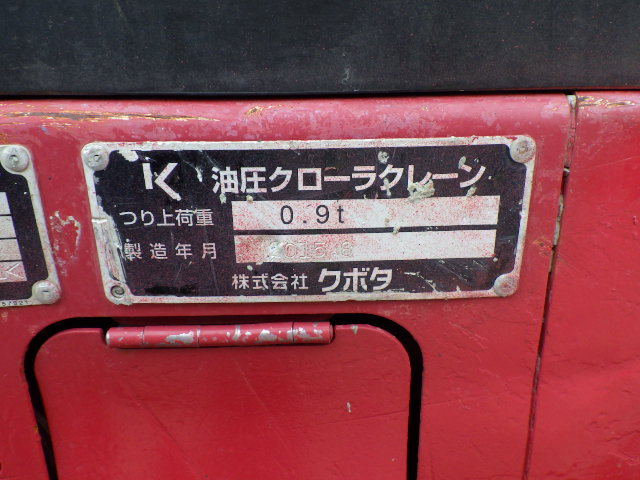 K 油圧クローラクレーン
つり上荷重 0.9t
製造年月
株式会社 クボタ